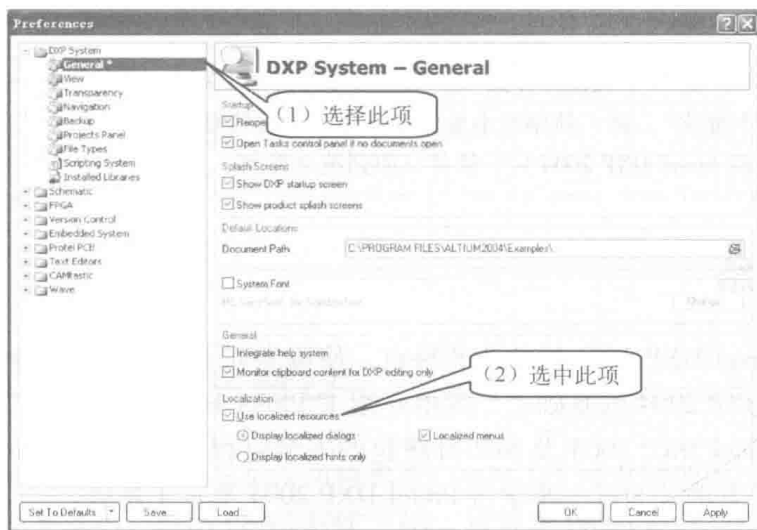 Preferences
DXP System
General *
View
Transparency
Navigation
Backup
Projects Panel
File Types
Scripting System
Installed Libraries
Schematic
FPGA
Version Control
Embedded System
Protel PCB
Text Editors
CAMtastic
Wave
DXP System – General
(1) 选择此项
Startup
Open Tasks control panel if no documents open
Splash Screens
Show DXP startup screen
Show product splash screens
Default Locations
Document Path
C:\PROGRAM FILES\ALTIUM2004\Examples\
System Font
General
Integrate help system
Monitor clipboard content for DXP editing only
(2) 选中此项
Localization
Use localized resources
Display localized dialogs
Localized menus
Display localized hints only
Set To Defaults
Save...
Load...
OK
Cancel
Apply